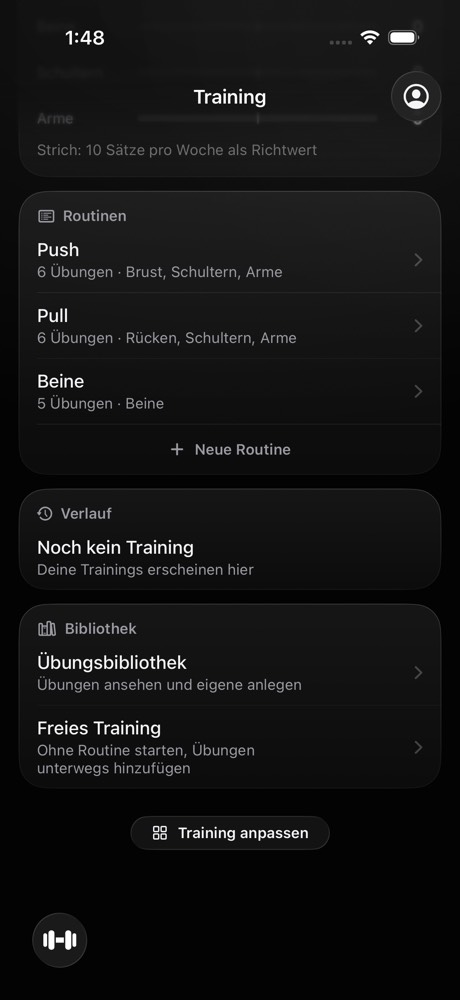 1:48
Schultern
Training
Arme
Strich: 10 Sätze pro Woche als Richtwert
Routinen
Push
6 Übungen · Brust, Schultern, Arme
Pull
6 Übungen · Rücken, Schultern, Arme
Beine
5 Übungen · Beine
+ Neue Routine
Verlauf
Noch kein Training
Deine Trainings erscheinen hier
Bibliothek
Übungsbibliothek
Übungen ansehen und eigene anlegen
Freies Training
Ohne Routine starten, Übungen
unterwegs hinzufügen
Training anpassen